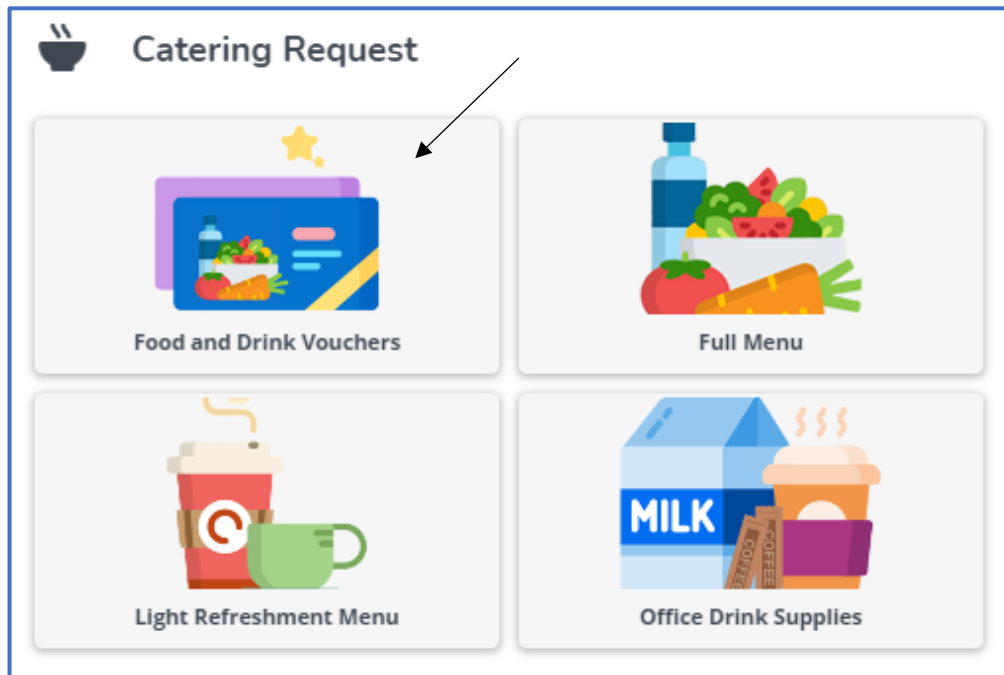 Catering Request
Food and Drink Vouchers
Full Menu
MILK
COFFEE
COFFEE
Light Refreshment Menu
Office Drink Supplies